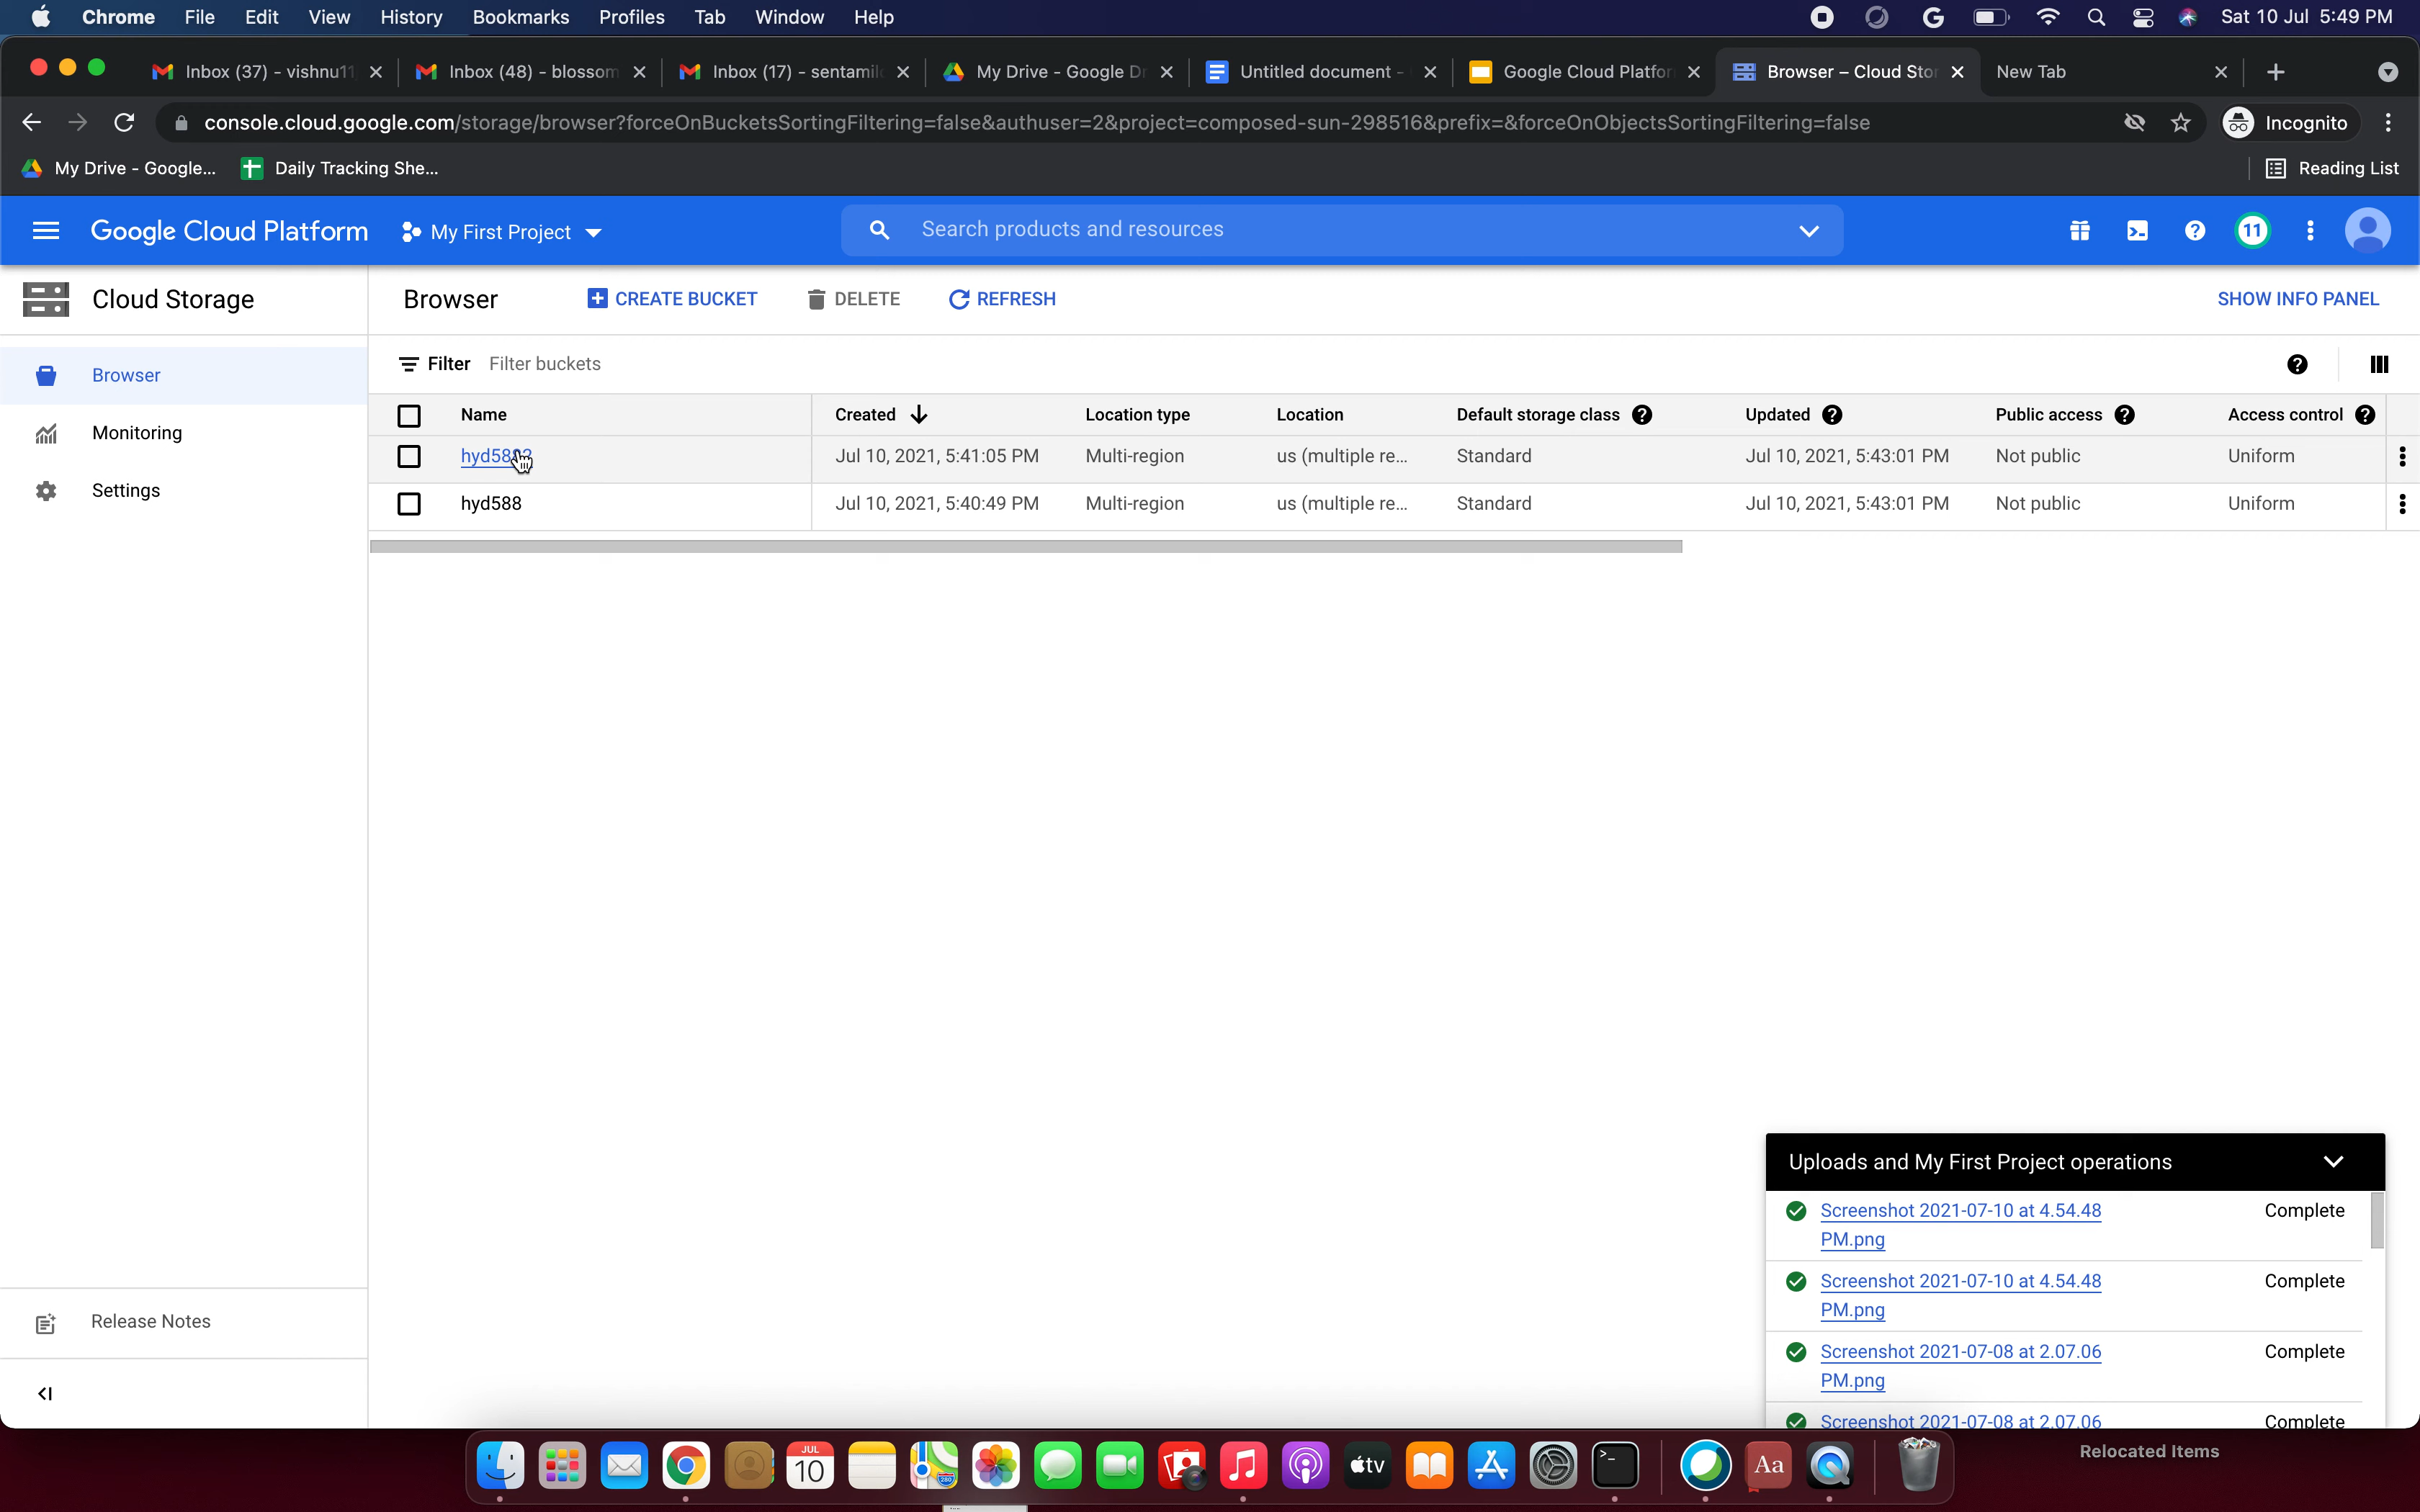 Chrome File Edit View History Bookmarks Profiles Tab Window Help Sat 10 Jul 5:49 PM
Inbox (37) - vishnu11 Inbox (48) - blossom Inbox (17) - sentamil My Drive - Google Dr Untitled document - Google Cloud Platfor Browser – Cloud Stor New Tab
console.cloud.google.com/storage/browser?forceOnBucketsSortingFiltering=false&authuser=2&project=composed-sun-298516&prefix=&forceOnObjectsSortingFiltering=false Incognito
My Drive - Google... Daily Tracking She... Reading List
Google Cloud Platform My First Project Search products and resources 11
Cloud Storage Browser CREATE BUCKET DELETE REFRESH SHOW INFO PANEL
Browser
Monitoring
Settings
Filter Filter buckets
Name Created Location type Location Default storage class Updated Public access Access control
Jul 10, 2021, 5:41:05 PM Multi-region us (multiple re... Standard Jul 10, 2021, 5:43:01 PM Not public Uniform
hyd588 Jul 10, 2021, 5:40:49 PM Multi-region us (multiple re... Standard Jul 10, 2021, 5:43:01 PM Not public Uniform
Uploads and My First Project operations
Screenshot 2021-07-10 at 4.54.48 Complete
PM.png
Screenshot 2021-07-10 at 4.54.48 Complete
PM.png
Screenshot 2021-07-08 at 2.07.06 Complete
PM.png
Screenshot 2021-07-08 at 2.07.06 Complete
Release Notes
Relocated Items
JUL
10
280
tv
Aa